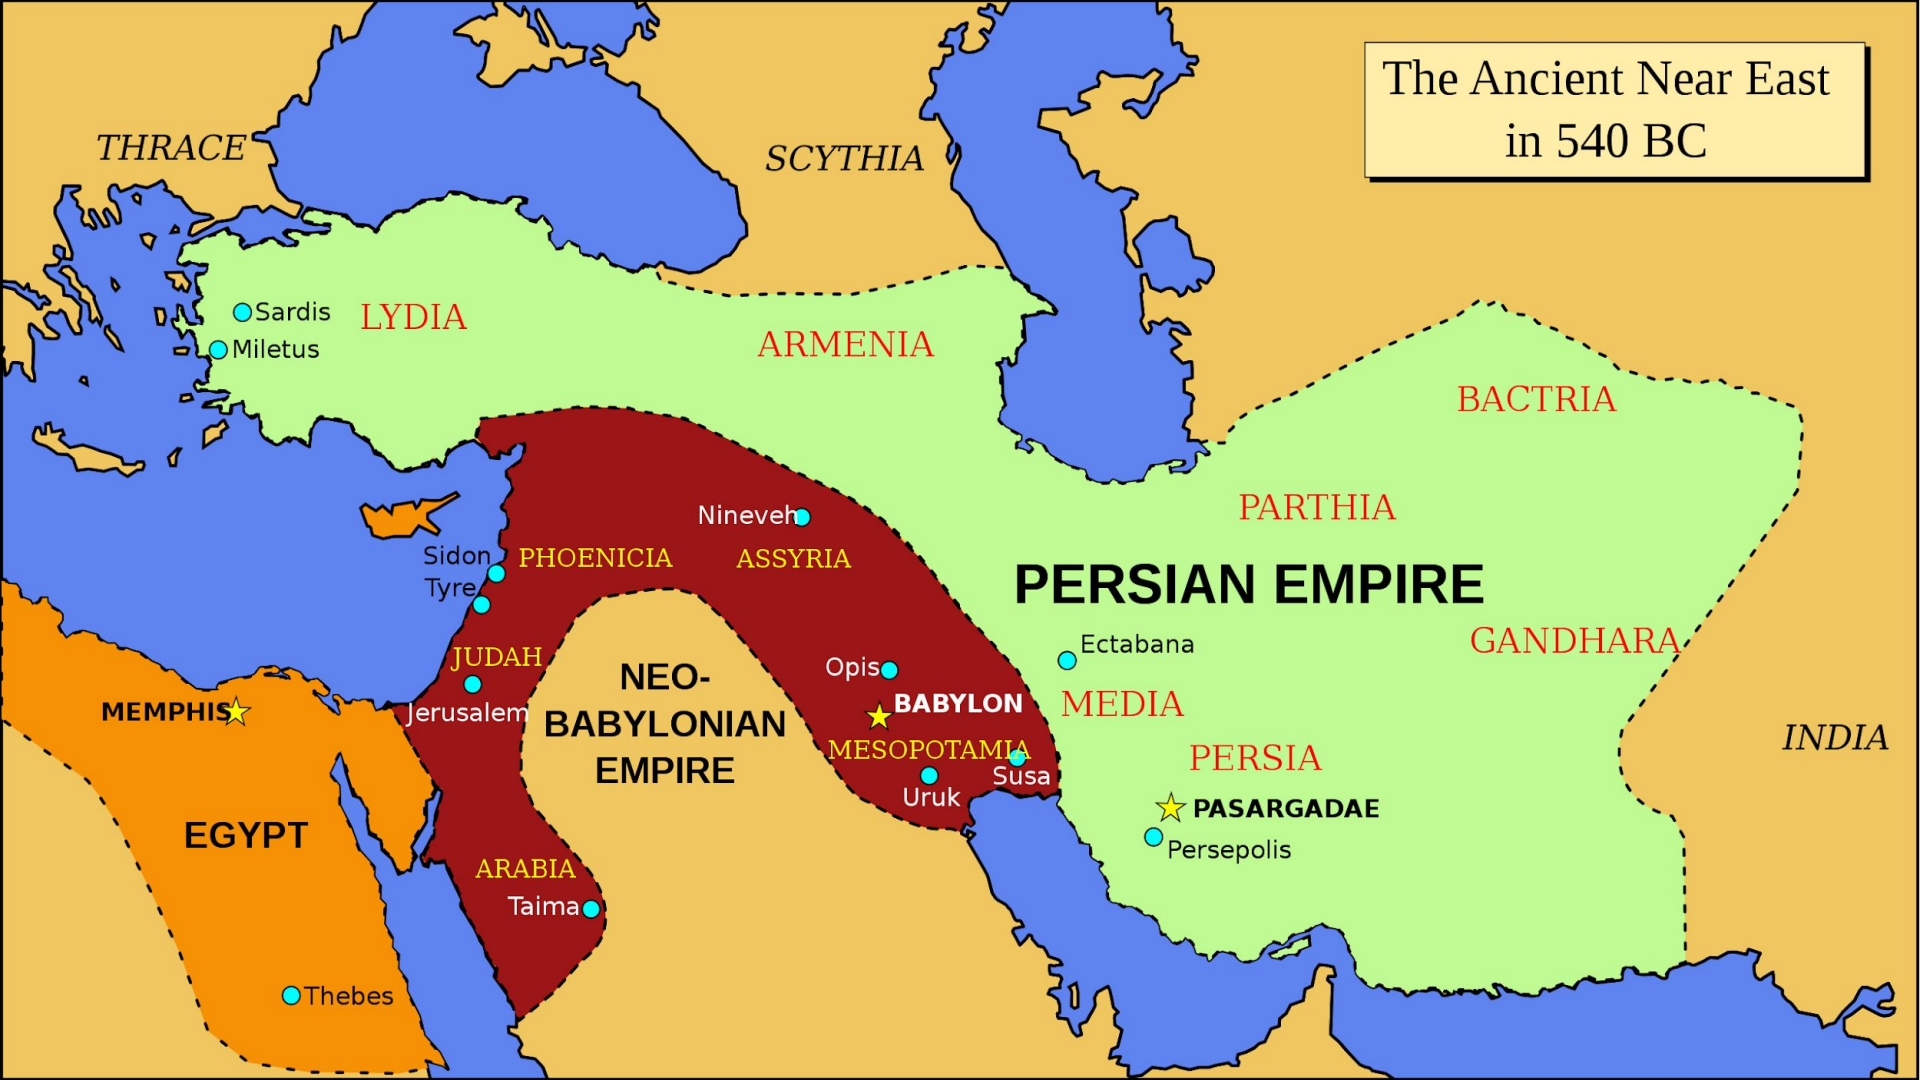 The Ancient Near East
in 540 BC
THRACE
SCYTHIA
Sardis
LYDIA
Miletus
ARMENIA
BACTRIA
PARTHIA
Nineveh
Sidon
PHOENICIA
ASSYRIA
Tyre
PERSIAN EMPIRE
Ectabana
GANDHARA
JUDAH
Opis
NEO-
BABYLONIAN
EMPIRE
BABYLON
MEDIA
MEMPHIS
Jerusalem
INDIA
MESOPOTAMIA
PERSIA
Susa
Uruk
PASARGADAE
EGYPT
Persepolis
ARABIA
Taima
Thebes